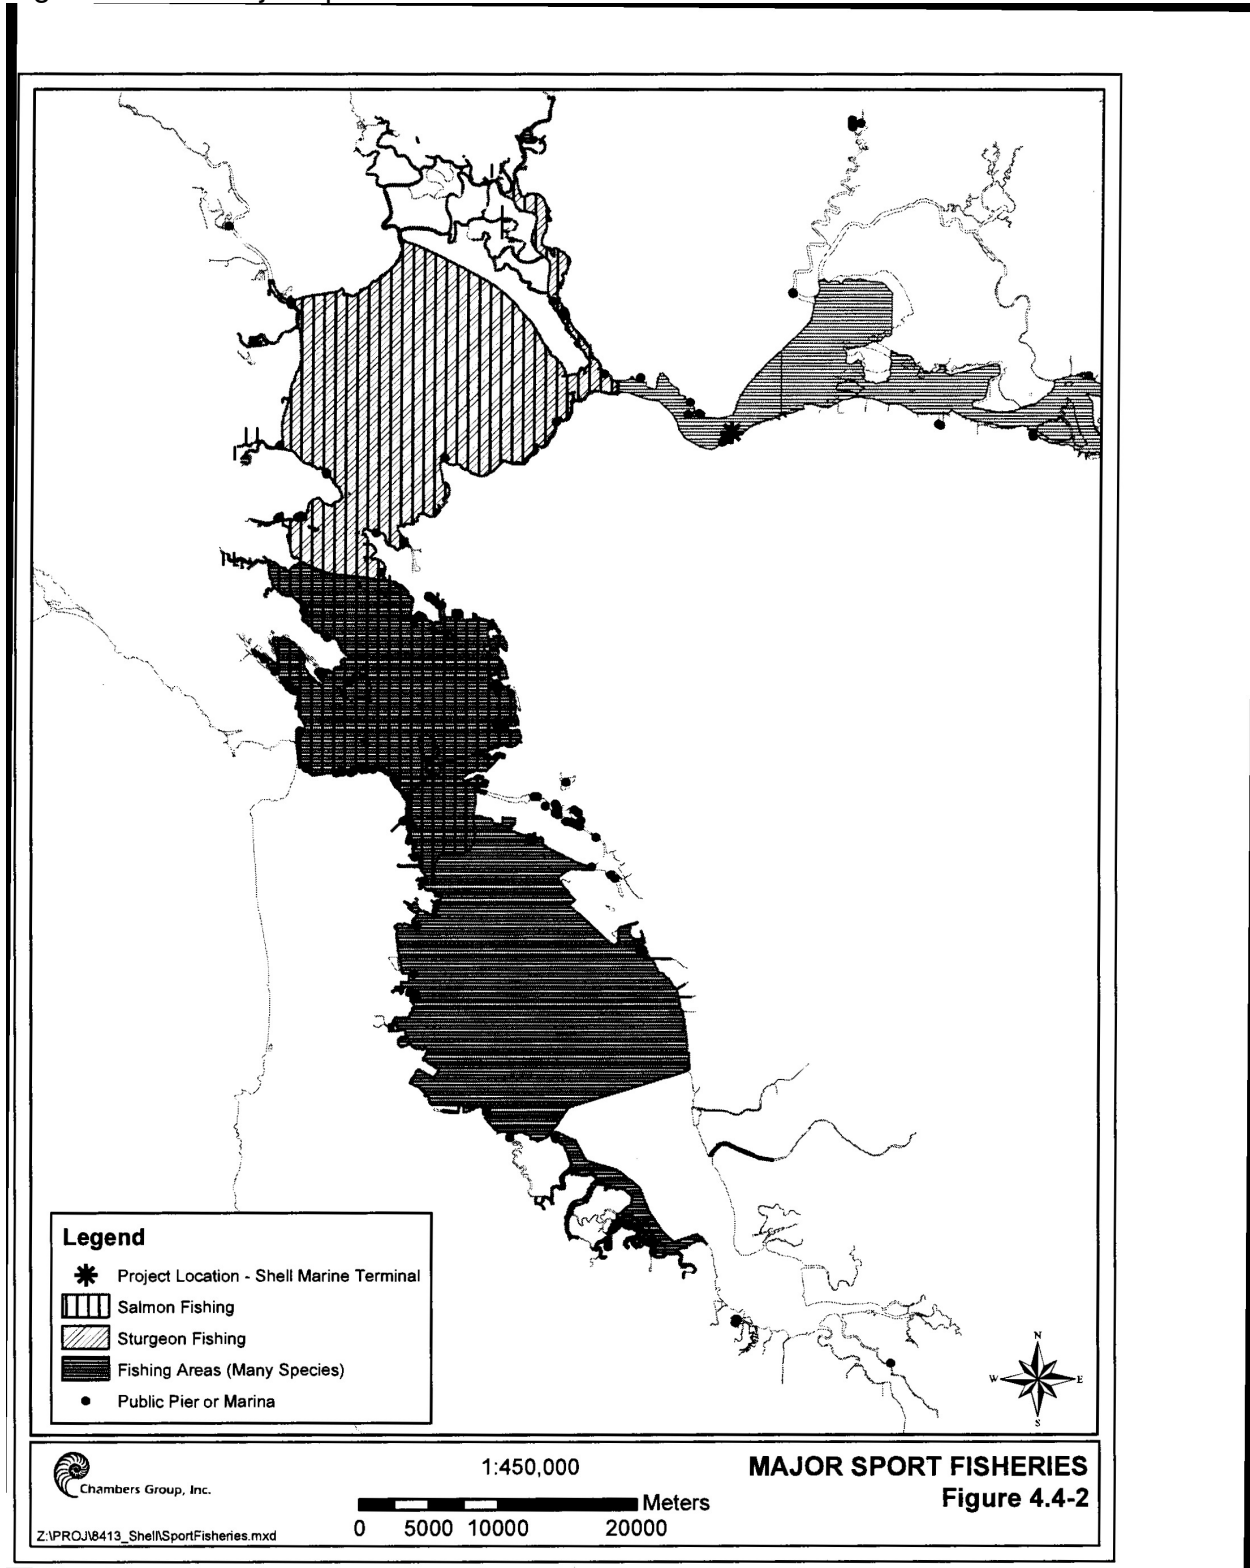 Legend
Project Location - Shell Marine Terminal
Salmon Fishing
Sturgeon Fishing
Fishing Areas (Many Species)
Public Pier or Marina
N
W E
S
Chambers Group, Inc.
Z:\PROJ\8413_Shell\SportFisheries.mxd
1:450,000
Meters
0 5000 10000 20000
MAJOR SPORT FISHERIES
Figure 4.4-2